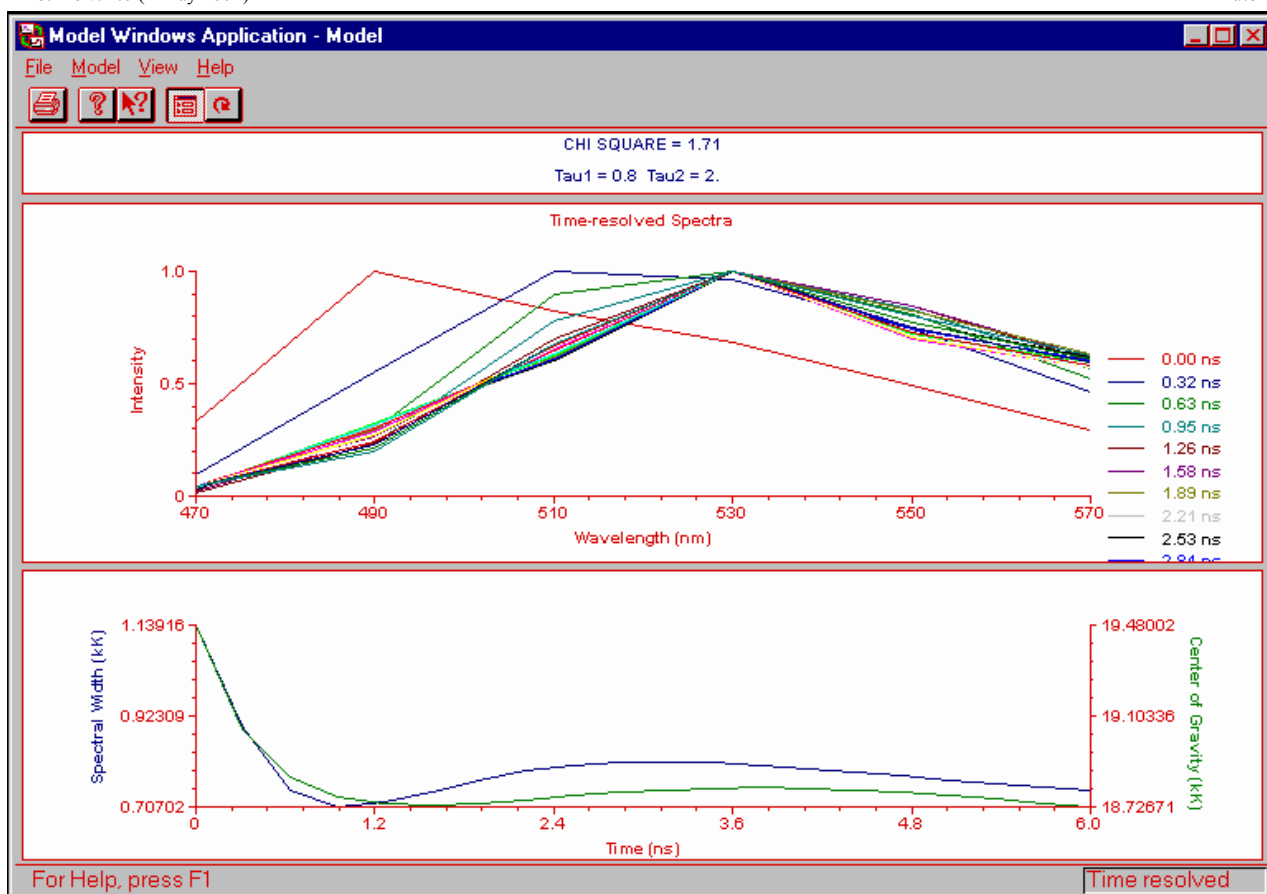 Model Windows Application - Model
File Model View Help
CHI SQUARE = 1.71
Tau1 = 0.8 Tau2 = 2.
Time-resolved Spectra
Intensity
1.0
0.5
0
470 490 510 530 550 570
Wavelength (nm)
0.00 ns
0.32 ns
0.63 ns
0.95 ns
1.26 ns
1.58 ns
1.89 ns
2.21 ns
2.53 ns
2.84 ns
Spectral Width (kK)
1.13916
0.92309
0.70702
0 1.2 2.4 3.6 4.8 6.0
Time (ns)
19.48002
19.10336
18.72671
Center of Gravity (kK)
For Help, press F1
Time resolved